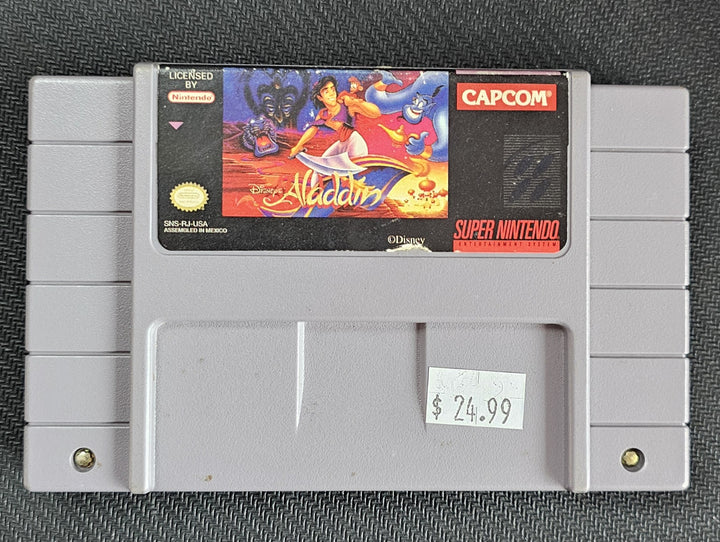 LICENSED
BY
Nintendo
CAPCOM®
DISNEY'S
Aladdin
SNS-RJ-USA
ASSEMBLED IN MEXICO
©Disney
SUPER NINTENDO
ENTERTAINMENT SYSTEM
$ 24.99